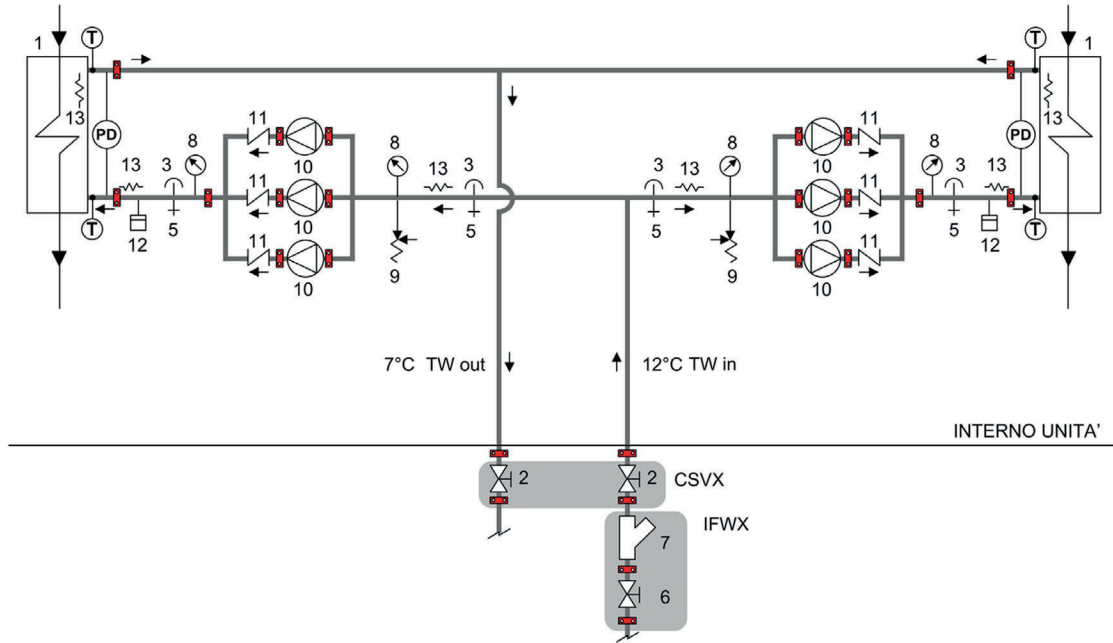 1 T T 1
13 PD 11 10 8 13 3 3 13 8 10 11 PD 13
13 3 8 11 10 11 8 3 13
12 5 10 5 5 10 5 12
T 11 10 9 9 10 11 T
7°C TW out 12°C TW in
INTERNO UNITA'
2 2 CSVX
IFWX
7
6